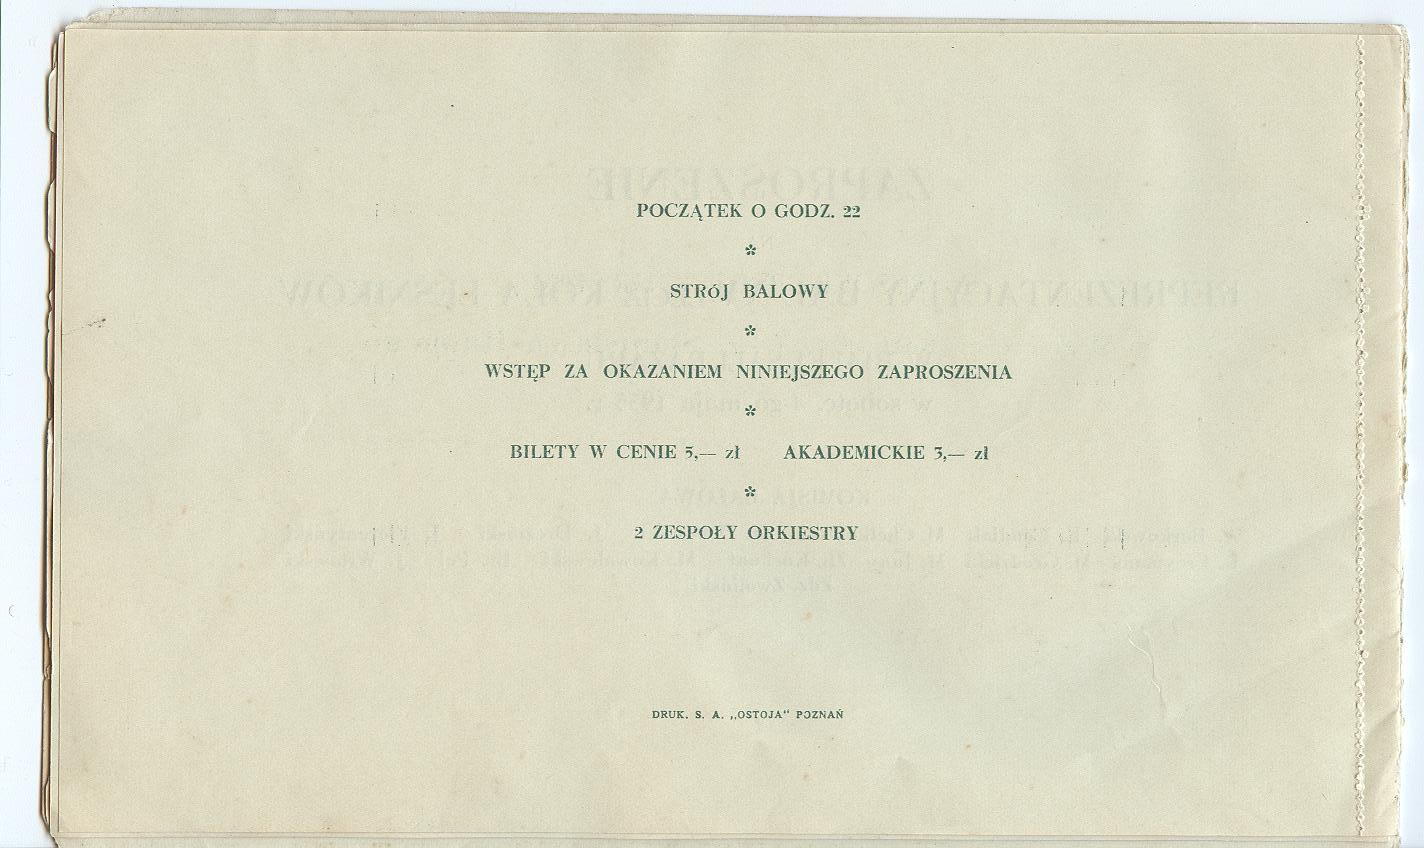 POCZĄTEK O GODZ. 22
*
STRóJ BALOWY
*
WSTĘP ZA OKAZANIEM NINIEJSZEGO ZAPROSZENIA
*
BILETY W CENIE 5,— zł AKADEMICKIE 3,— zł
*
2 ZESPOŁY ORKIESTRY
DRUK. S. A. „OSTOJA“ POZNAŃ